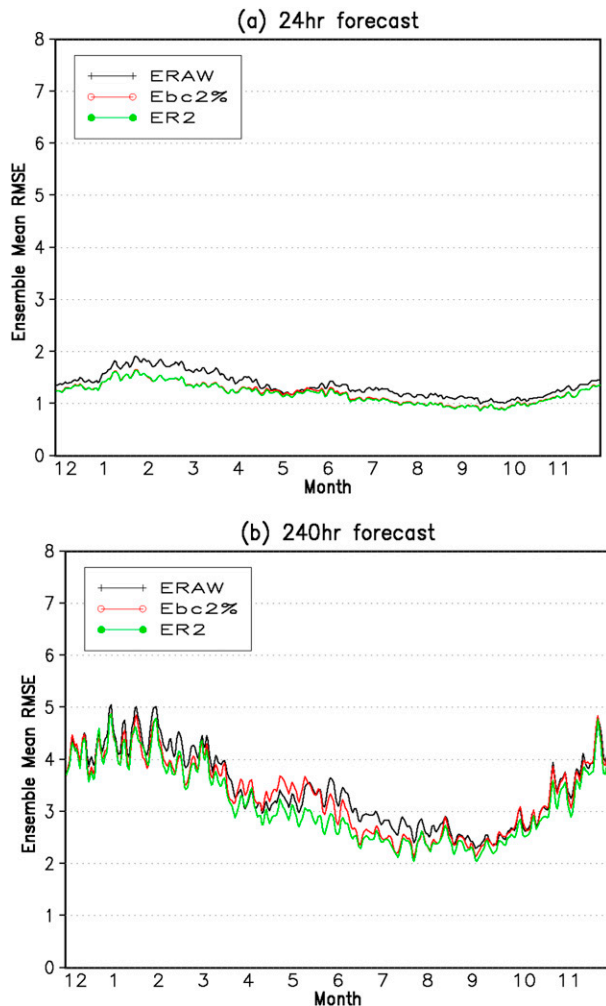 (a) 24hr forecast
Ensemble Mean RMSE
8
7
6
5
4
3
2
1
0
ERAW
Ebc2%
ER2
12 1 2 3 4 5 6 7 8 9 10 11
Month
(b) 240hr forecast
Ensemble Mean RMSE
8
7
6
5
4
3
2
1
0
ERAW
Ebc2%
ER2
12 1 2 3 4 5 6 7 8 9 10 11
Month